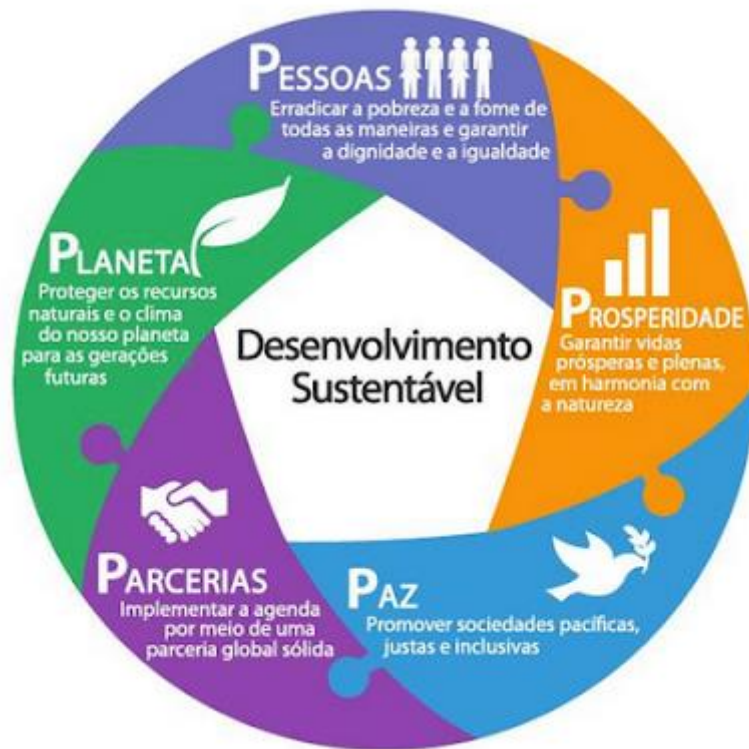 PESSOAS
Erradicar a pobreza e a fome de
todas as maneiras e garantir
a dignidade e a igualdade
PROSPERIDADE
Garantir vidas
prósperas e plenas,
em harmonia com
a natureza
PAZ
Promover sociedades pacíficas,
justas e inclusivas
PARCERIAS
Implementar a agenda
por meio de uma
parceria global sólida
PLANETA
Proteger os recursos
naturais e o clima
do nosso planeta
para as gerações
futuras
Desenvolvimento
Sustentável